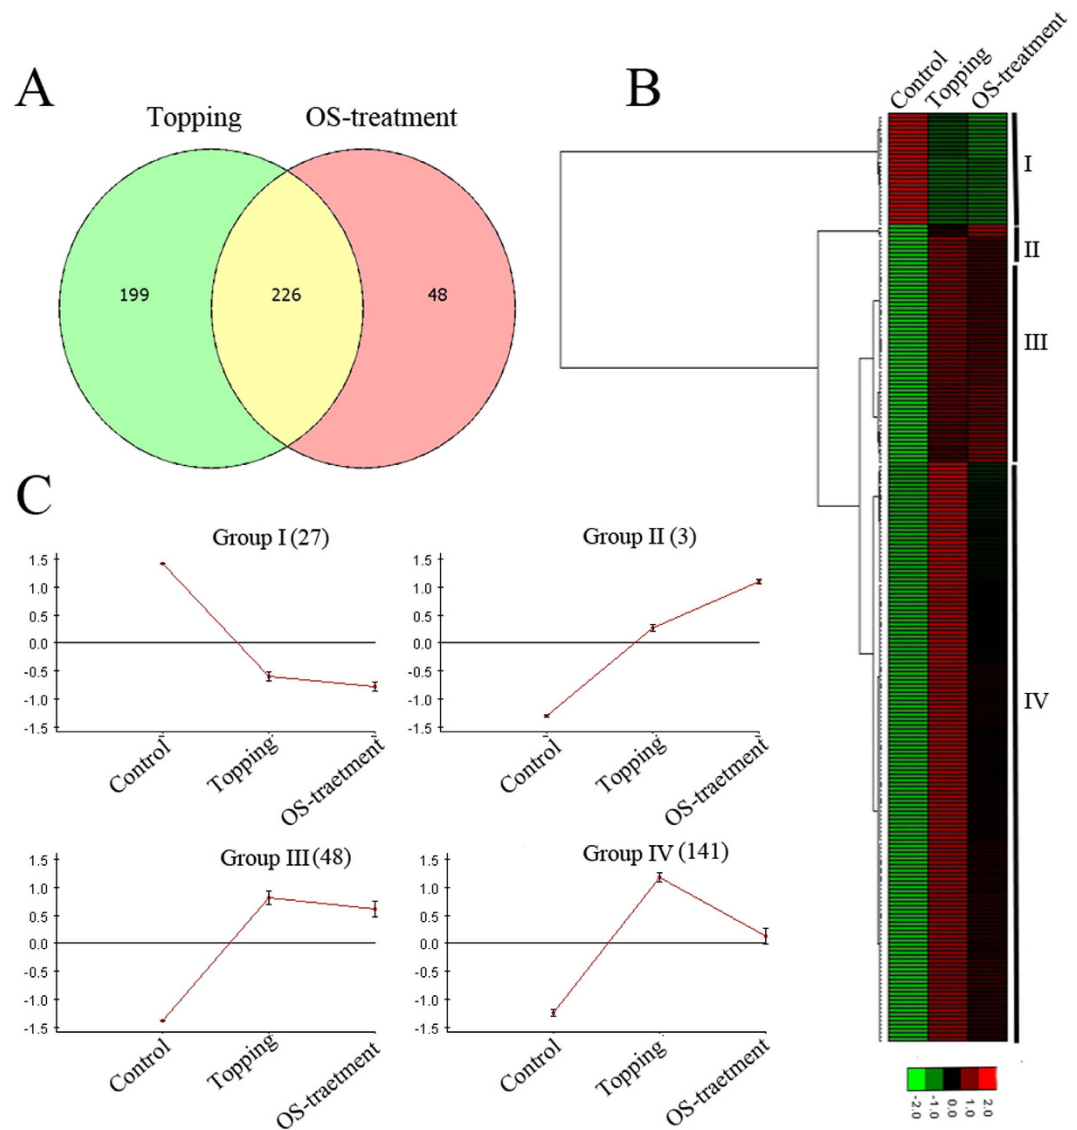 A
Topping OS-treatment
199 226 48
B
Control Topping OS-treatment
I
II
III
IV
-2.0 -1.0 0.0 1.0 2.0
C
Group I (27)
1.5
1.0
0.5
0.0
-0.5
-1.0
-1.5
Control Topping OS-traetment
Group II (3)
1.5
1.0
0.5
0.0
-0.5
-1.0
-1.5
Control Topping OS-traetment
Group III (48)
1.5
1.0
0.5
0.0
-0.5
-1.0
-1.5
Control Topping OS-traetment
Group IV (141)
1.5
1.0
0.5
0.0
-0.5
-1.0
-1.5
Control Topping OS-traetment